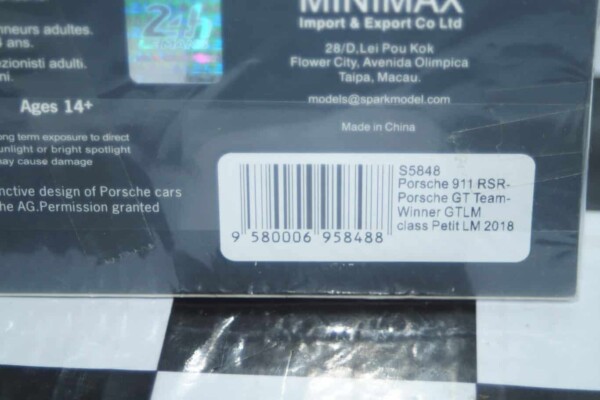 nneurs adultes.
ans.
zionisti adulti.
ni.
Ages 14+
ong term exposure to direct
unlight or bright spotlight
may cause damage
nctive design of Porsche cars
he AG.Permission granted
24h
MINIMAX
Import & Export Co Ltd
28/D,Lei Pou Kok
Flower City, Avenida Olimpica
Taipa, Macau.
models@sparkmodel.com
Made in China
S5848
Porsche 911 RSR-
Porsche GT Team-
Winner GTLM
class Petit LM 2018
9 580006 958488